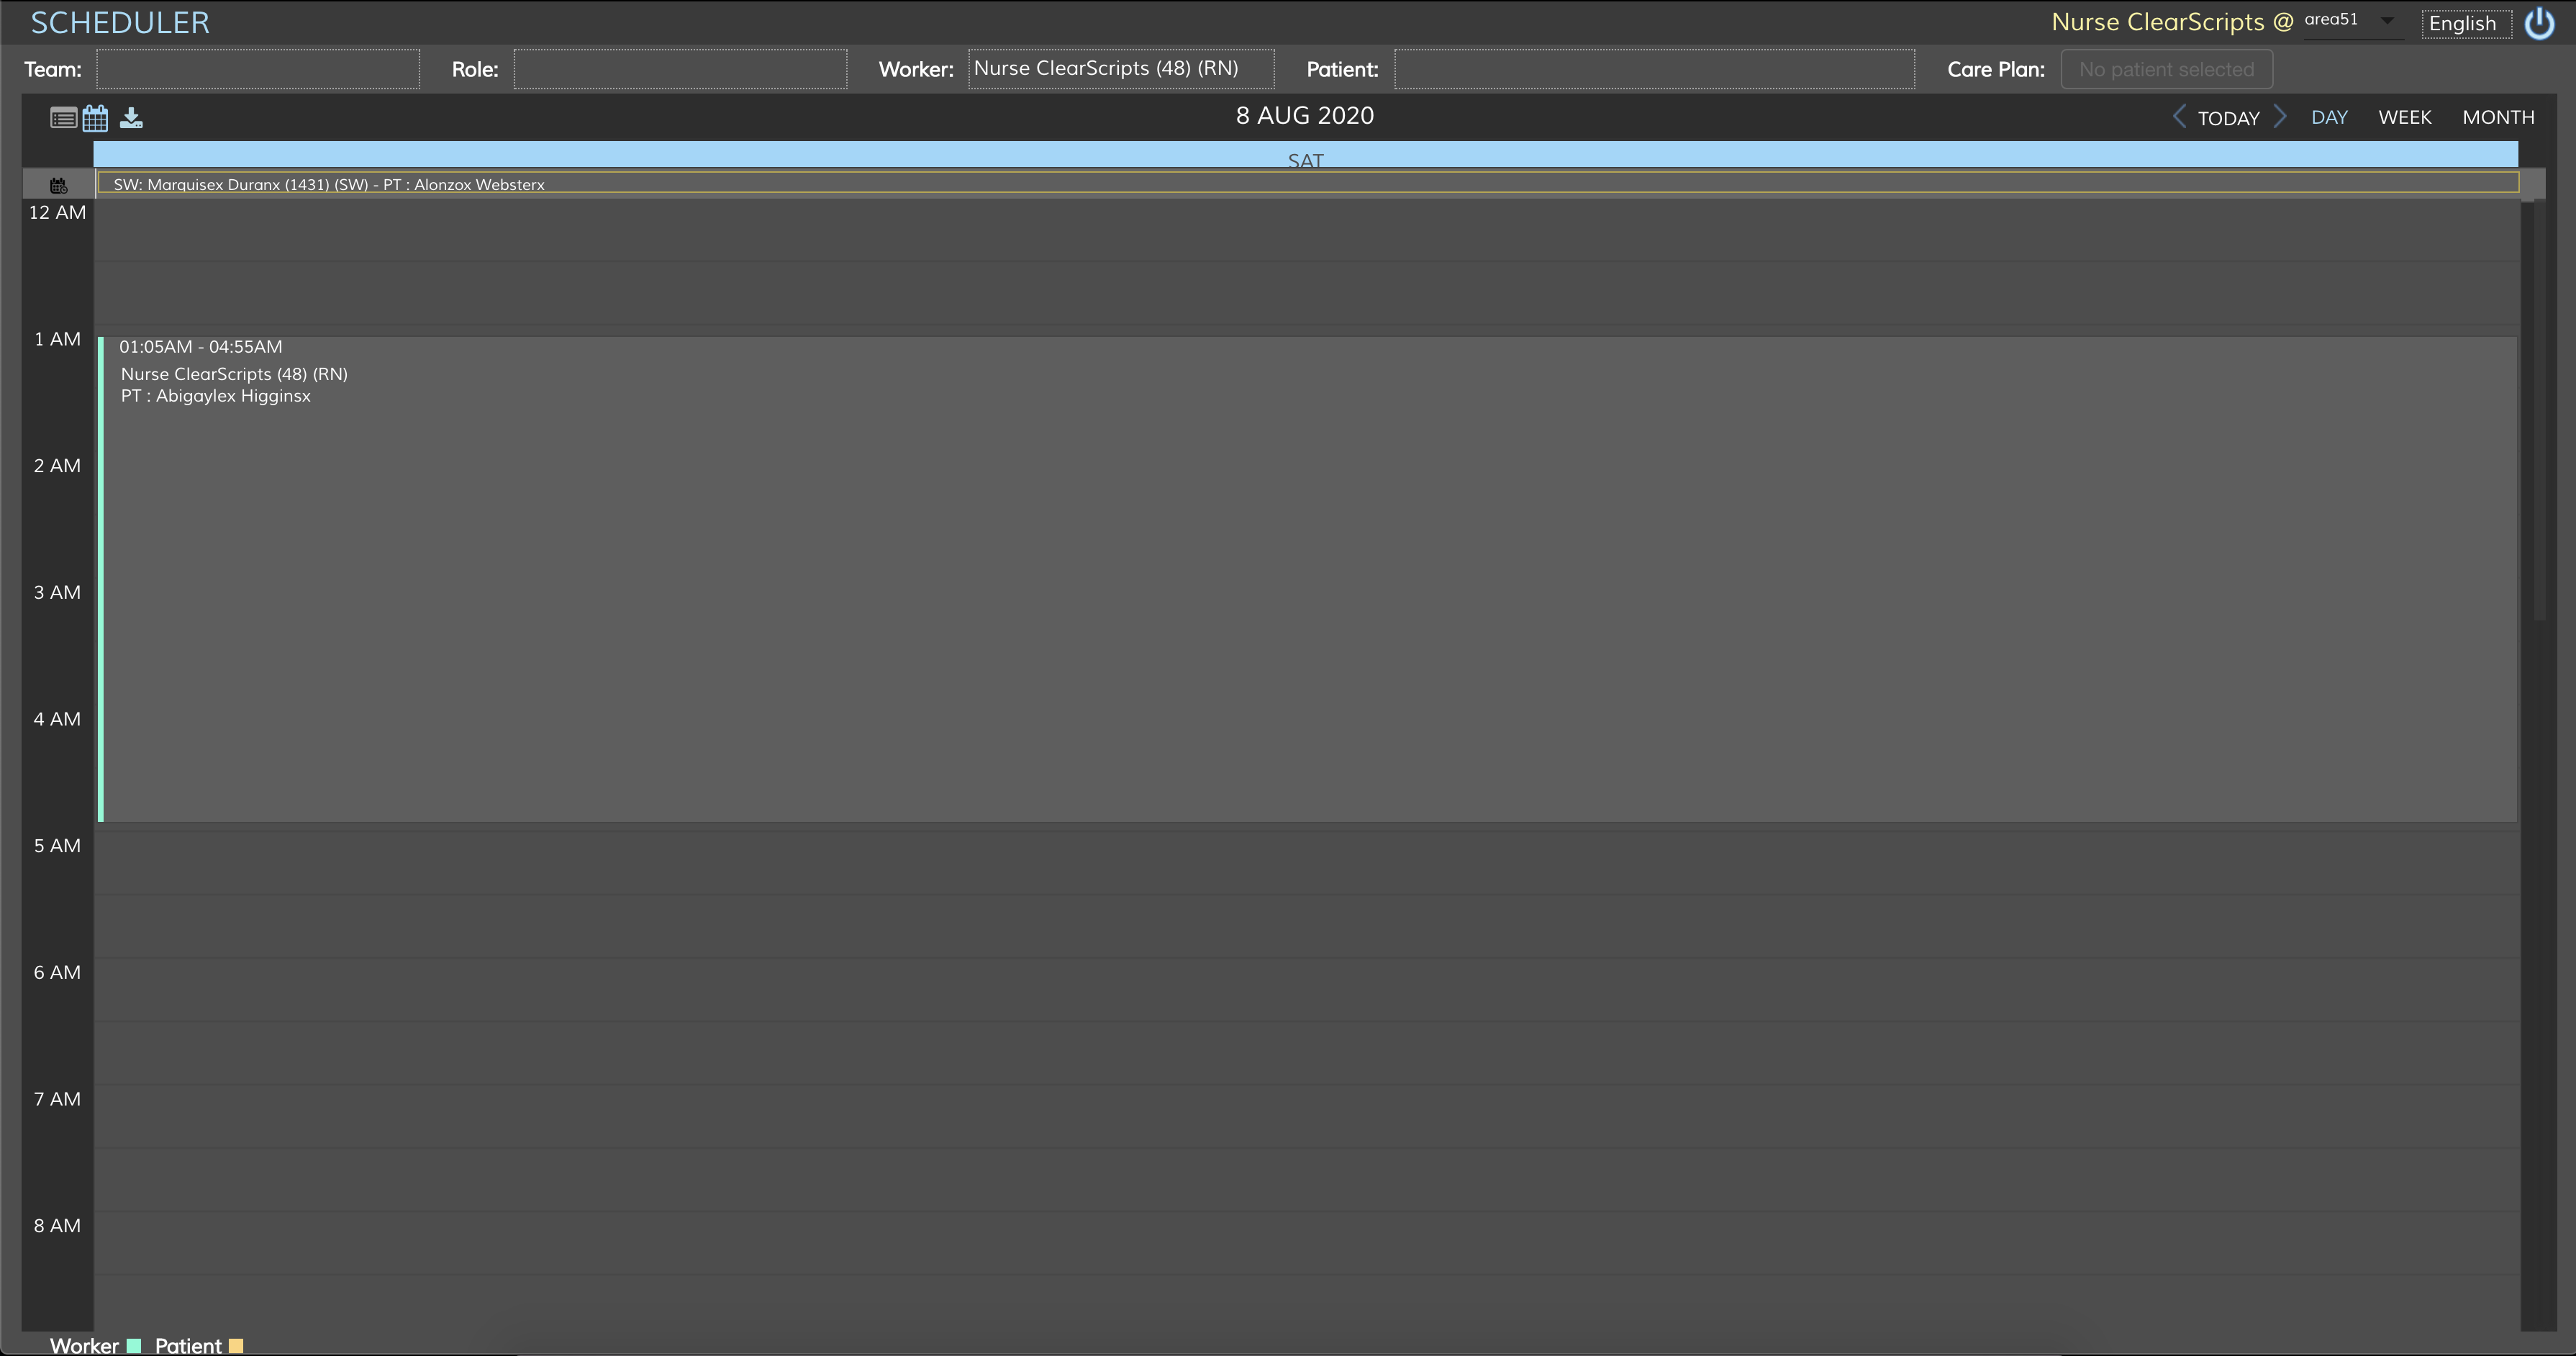 SCHEDULER
Nurse ClearScripts @ area51 English
Team: Role: Worker: Nurse ClearScripts (48) (RN) Patient: Care Plan: No patient selected
8 AUG 2020 TODAY DAY WEEK MONTH
SAT
SW: Marquisex Duranx (1431) (SW) - PT : Alonzox Websterx
12 AM
1 AM
01:05AM - 04:55AM
Nurse ClearScripts (48) (RN)
PT : Abigaylex Higginsx
2 AM
3 AM
4 AM
5 AM
6 AM
7 AM
8 AM
Worker Patient